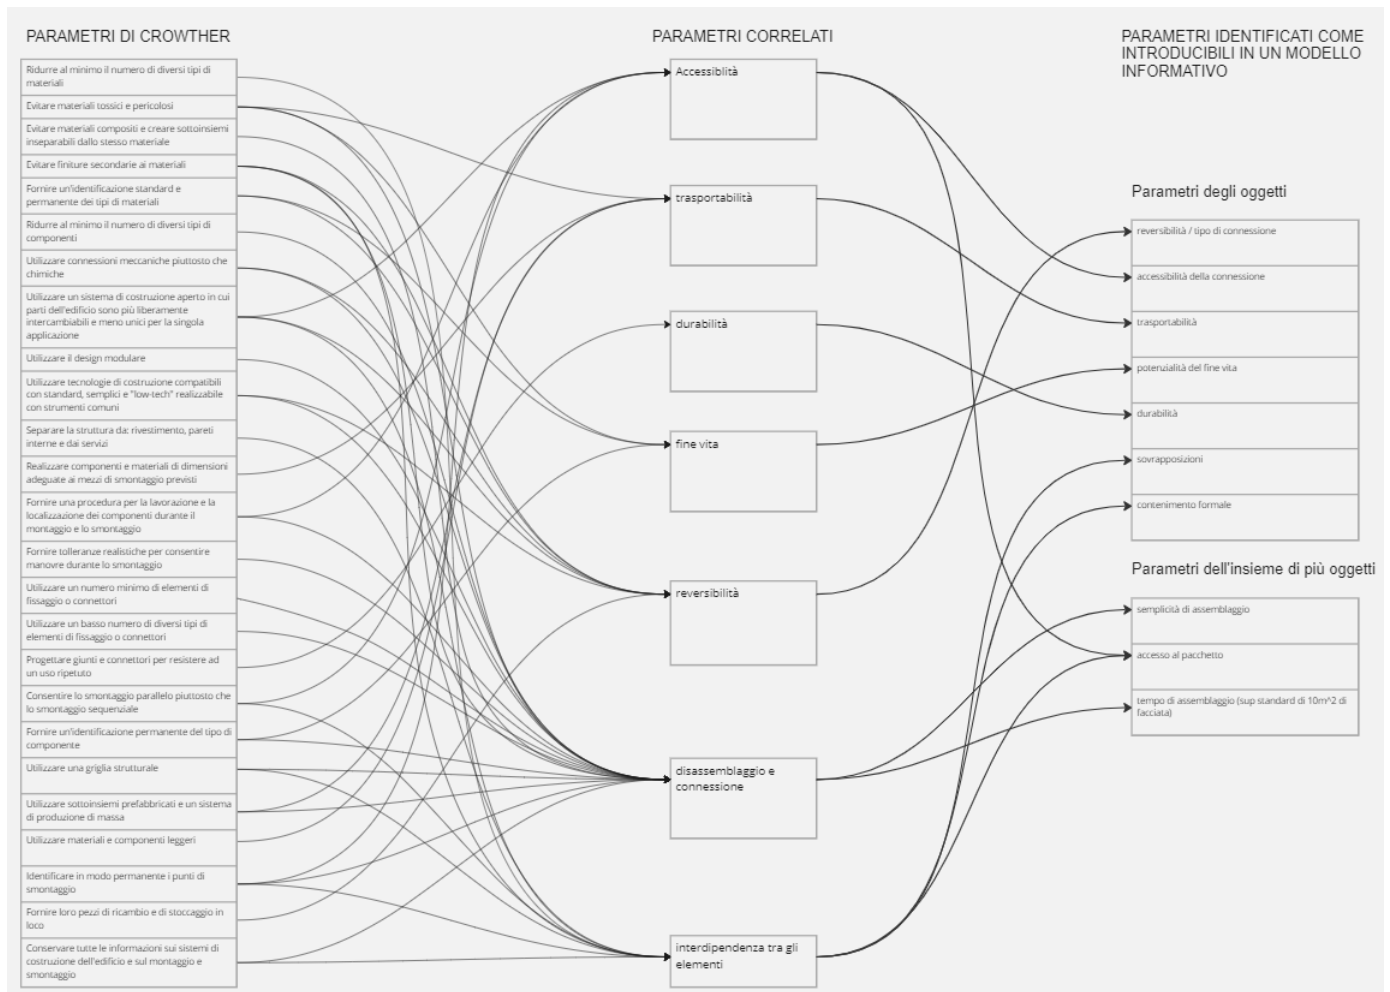 PARAMETRI DI CROWTHER
Ridurre al minimo il numero di diversi tipi di
materiali
Evitare materiali tossici e pericolosi
Evitare materiali compositi e creare sottoinsiemi
inseparabili dallo stesso materiale
Evitare finiture secondarie ai materiali
Fornire un'identificazione standard e
permanente dei tipi di materiali
Ridurre al minimo il numero di diversi tipi di
componenti
Utilizzare connessioni meccaniche piuttosto che
chimiche
Utilizzare un sistema di costruzione aperto in cui
parti dell'edificio sono più liberamente
intercambiabili e meno unici per la singola
applicazione
Utilizzare il design modulare
Utilizzare tecnologie di costruzione compatibili
con standard, semplici e "low-tech" realizzabile
con strumenti comuni
Separare la struttura da: rivestimento, pareti
interne e dai servizi
Realizzare componenti e materiali di dimensioni
adeguate ai mezzi di smontaggio previsti
Fornire una procedura per la lavorazione e la
localizzazione dei componenti durante il
montaggio e lo smontaggio
Fornire tolleranze realistiche per consentire
manovre durante lo smontaggio
Utilizzare un numero minimo di elementi di
fissaggio o connettori
Utilizzare un basso numero di diversi tipi di
elementi di fissaggio o connettori
Progettare giunti e connettori per resistere ad
un uso ripetuto
Consentire lo smontaggio parallelo piuttosto che
lo smontaggio sequenziale
Fornire un'identificazione permanente del tipo di
componente
Utilizzare una griglia strutturale
Utilizzare sottoinsiemi prefabbricati e un sistema
di produzione di massa
Utilizzare materiali e componenti leggeri
Identificare in modo permanente i punti di
smontaggio
Fornire loro pezzi di ricambio e di stoccaggio in
loco
Conservare tutte le informazioni sui sistemi di
costruzione dell'edificio e sul montaggio e
smontaggio
PARAMETRI CORRELATI
Accessiblità
trasportabilità
durabilità
fine vita
reversibilità
disassemblaggio e
connessione
interdipendenza tra gli
elementi
PARAMETRI IDENTIFICATI COME
INTRODUCIBILI IN UN MODELLO
INFORMATIVO
Parametri degli oggetti
reversibilità / tipo di connessione
accessibilità della connessione
trasportabilità
potenzialità del fine vita
durabilità
sovrapposizioni
contenimento formale
Parametri dell'insieme di più oggetti
semplicità di assemblaggio
accesso al pacchetto
tempo di assemblaggio (sup standard di 10m^2 di
facciata)